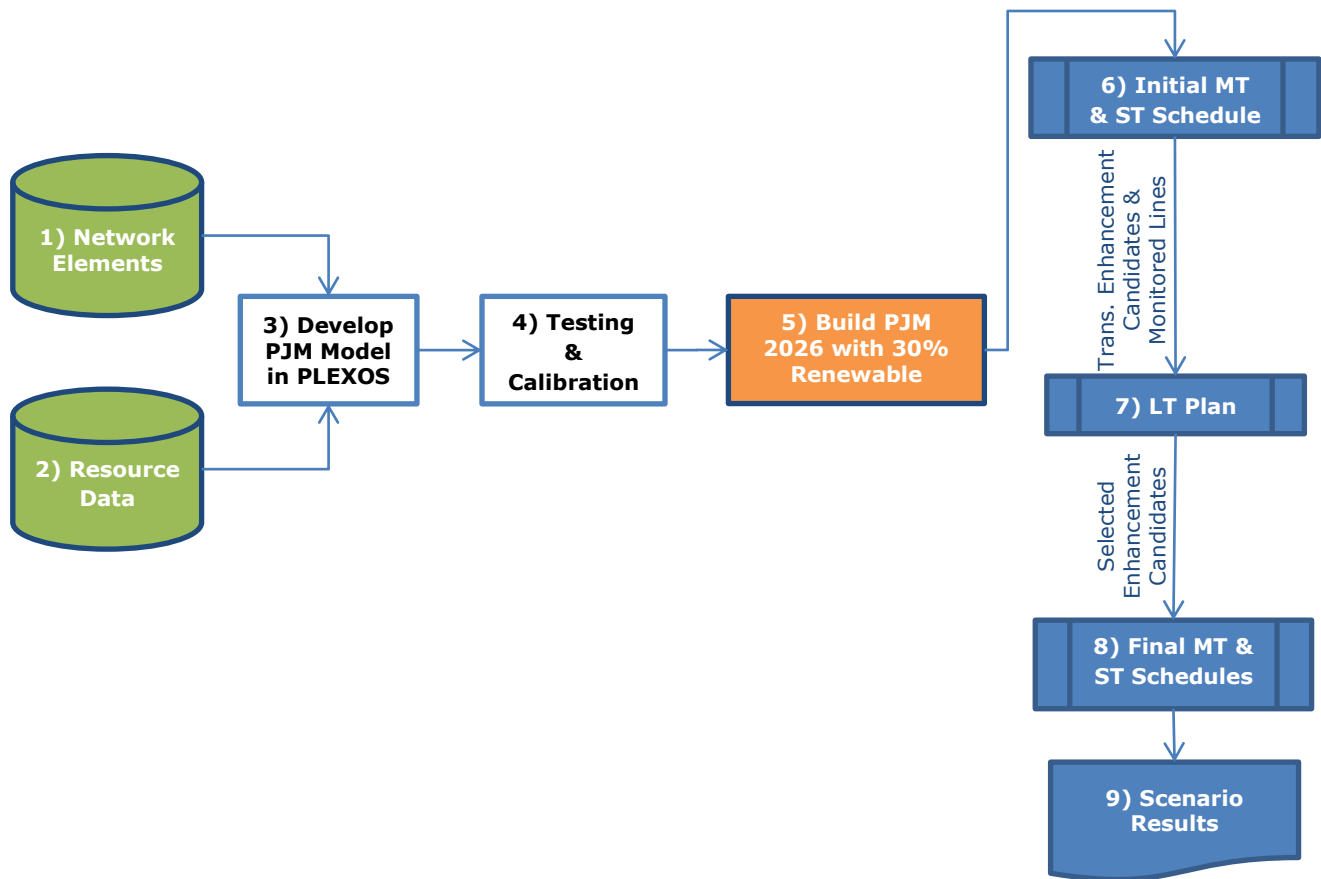 1) Network
Elements
2) Resource
Data
3) Develop
PJM Model
in PLEXOS
4) Testing
&
Calibration
5) Build PJM
2026 with 30%
Renewable
6) Initial MT
& ST Schedule
Trans. Enhancement
Candidates &
Monitored Lines
7) LT Plan
Selected
Enhancement
Candidates
8) Final MT &
ST Schedules
9) Scenario
Results